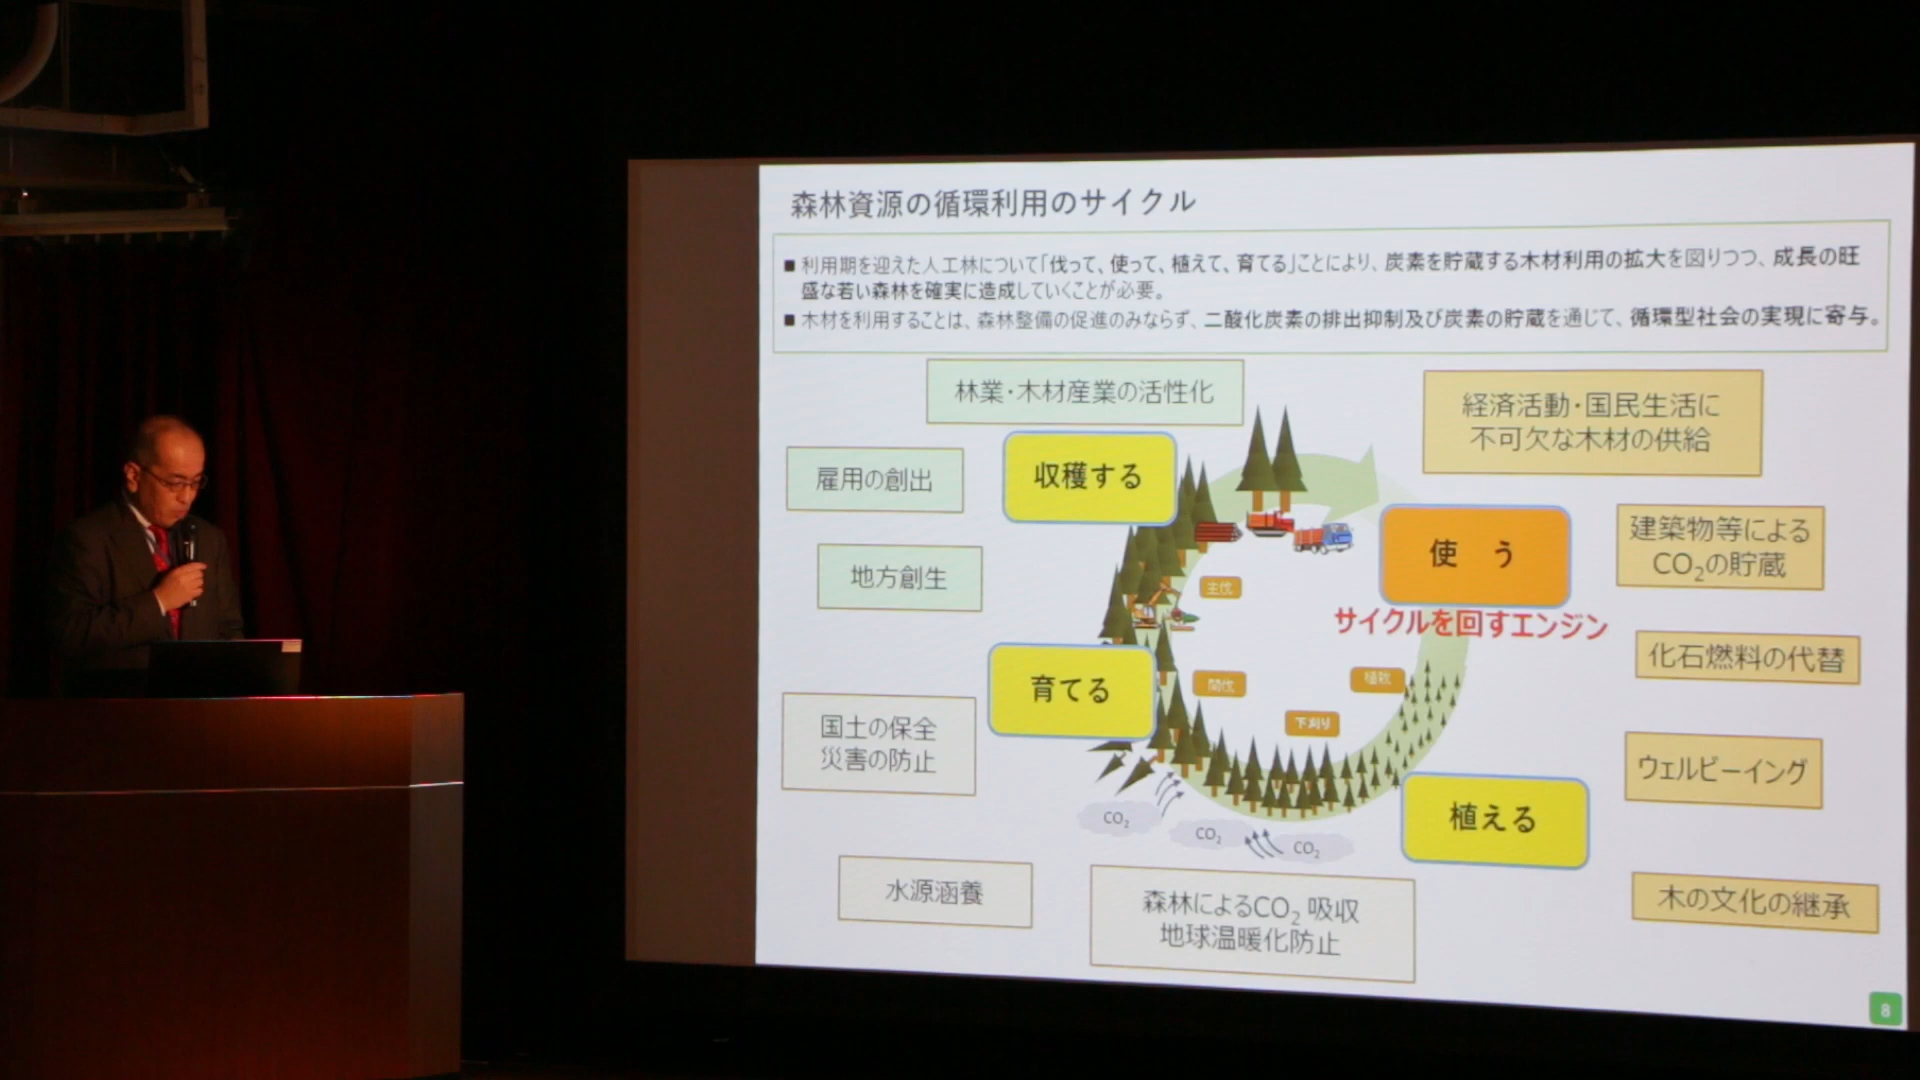 森林資源の循環利用のサイクル
■ 利用期を迎えた人工林について「伐って、使って、植えて、育てる」ことにより、炭素を貯蔵する木材利用の拡大を図りつつ、成長の旺
盛な若い森林を確実に造成していくことが必要。
■ 木材を利用することは、森林整備の促進のみならず、二酸化炭素の排出抑制及び炭素の貯蔵を通じて、循環型社会の実現に寄与。
林業・木材産業の活性化
経済活動・国民生活に
不可欠な木材の供給
雇用の創出
収穫する
使 う
建築物等による
CO₂の貯蔵
地方創生
主伐
サイクルを回すエンジン
化石燃料の代替
育てる
間伐
植栽
下刈り
国土の保全
災害の防止
ウェルビーイング
植える
CO₂
CO₂
CO₂
水源涵養
森林によるCO₂ 吸収
地球温暖化防止
木の文化の継承
8